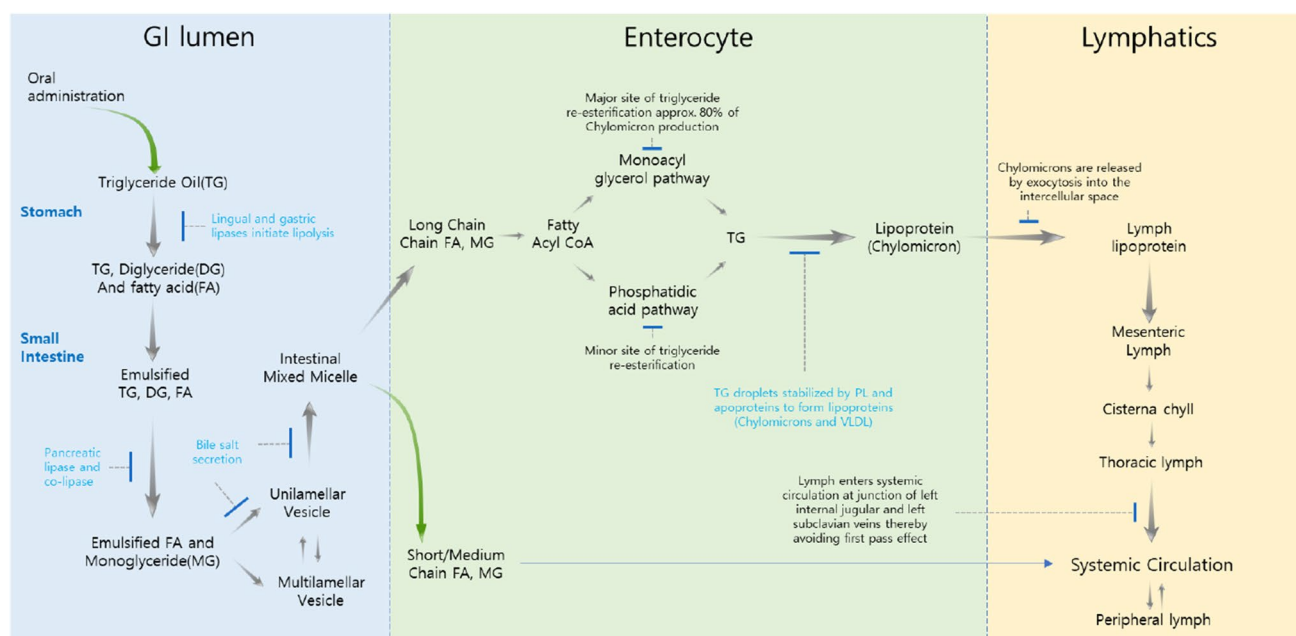 GI lumen
Oral
administration
Triglyceride Oil(TG)
Stomach
Lingual and gastric
lipases initiate lipolysis
TG, Diglyceride(DG)
And fatty acid(FA)
Small
Intestine
Emulsified
TG, DG, FA
Pancreatic
lipase and
co-lipase
Emulsified FA and
Monoglyceride(MG)
Bile salt
secretion
Intestinal
Mixed Micelle
Unilamellar
Vesicle
Multilamellar
Vesicle
Enterocyte
Long Chain
Chain FA, MG
Fatty
Acyl CoA
Major site of triglyceride
re-esterification approx. 80% of
Chylomicron production
Monoacyl
glycerol pathway
Phosphatidic
acid pathway
Minor site of triglyceride
re-esterification
TG
Lipoprotein
(Chylomicron)
TG droplets stabilized by PL and
apoproteins to form lipoproteins
(Chylomicrons and VLDL)
Short/Medium
Chain FA, MG
Lymph enters systemic
circulation at junction of left
internal jugular and left
subclavian veins thereby
avoiding first pass effect
Lymphatics
Chylomicrons are released
by exocytosis into the
intercellular space
Lymph
lipoprotein
Mesenteric
Lymph
Cisterna chyll
Thoracic lymph
Systemic Circulation
Peripheral lymph